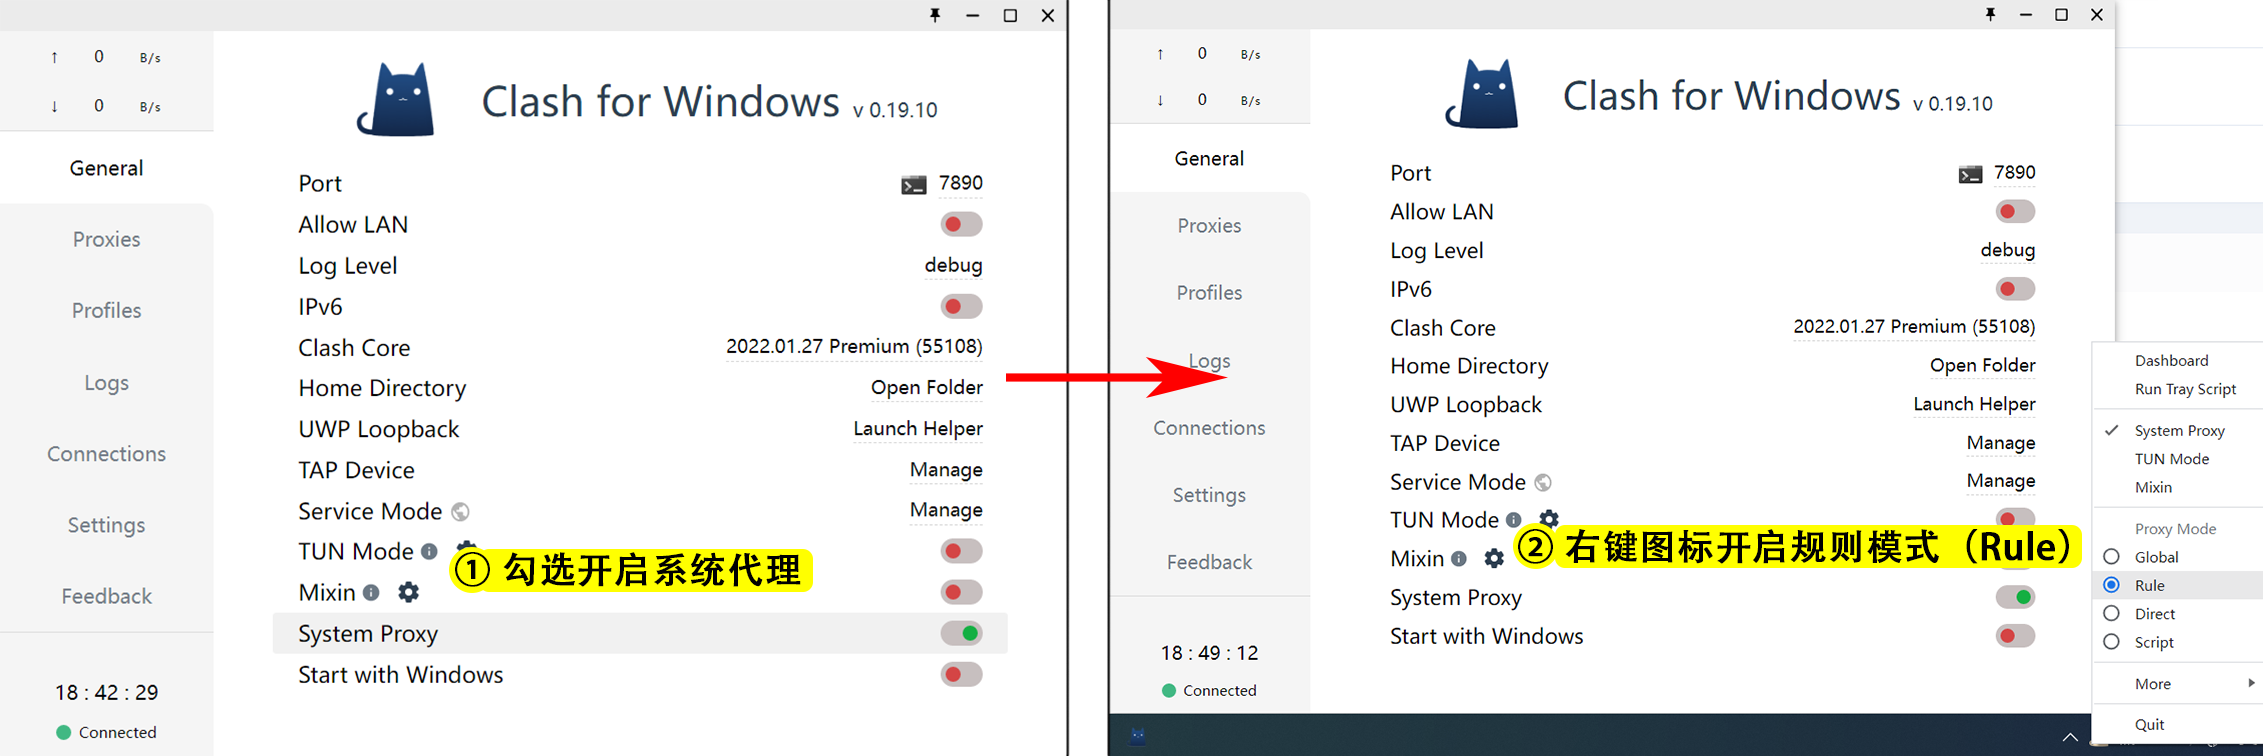 ↑ 0 B/s
↓ 0 B/s
General
Proxies
Profiles
Logs
Connections
Settings
Feedback
18 : 42 : 29
Connected
Clash for Windows v 0.19.10
Port 7890
Allow LAN
Log Level debug
IPv6
Clash Core 2022.01.27 Premium (55108)
Home Directory Open Folder
UWP Loopback Launch Helper
TAP Device Manage
Service Mode Manage
TUN Mode
① 勾选开启系统代理
Mixin
System Proxy
Start with Windows
↑ 0 B/s
↓ 0 B/s
General
Proxies
Profiles
Logs
Connections
Settings
Feedback
18 : 49 : 12
Connected
Clash for Windows v 0.19.10
Port 7890
Allow LAN
Log Level debug
IPv6
Clash Core 2022.01.27 Premium (55108)
Home Directory Open Folder
UWP Loopback Launch Helper
TAP Device Manage
Service Mode Manage
TUN Mode
② 右键图标开启规则模式（Rule）
Mixin
System Proxy
Start with Windows
Dashboard
Run Tray Script
System Proxy
TUN Mode
Mixin
Proxy Mode
Global
Rule
Direct
Script
More
Quit